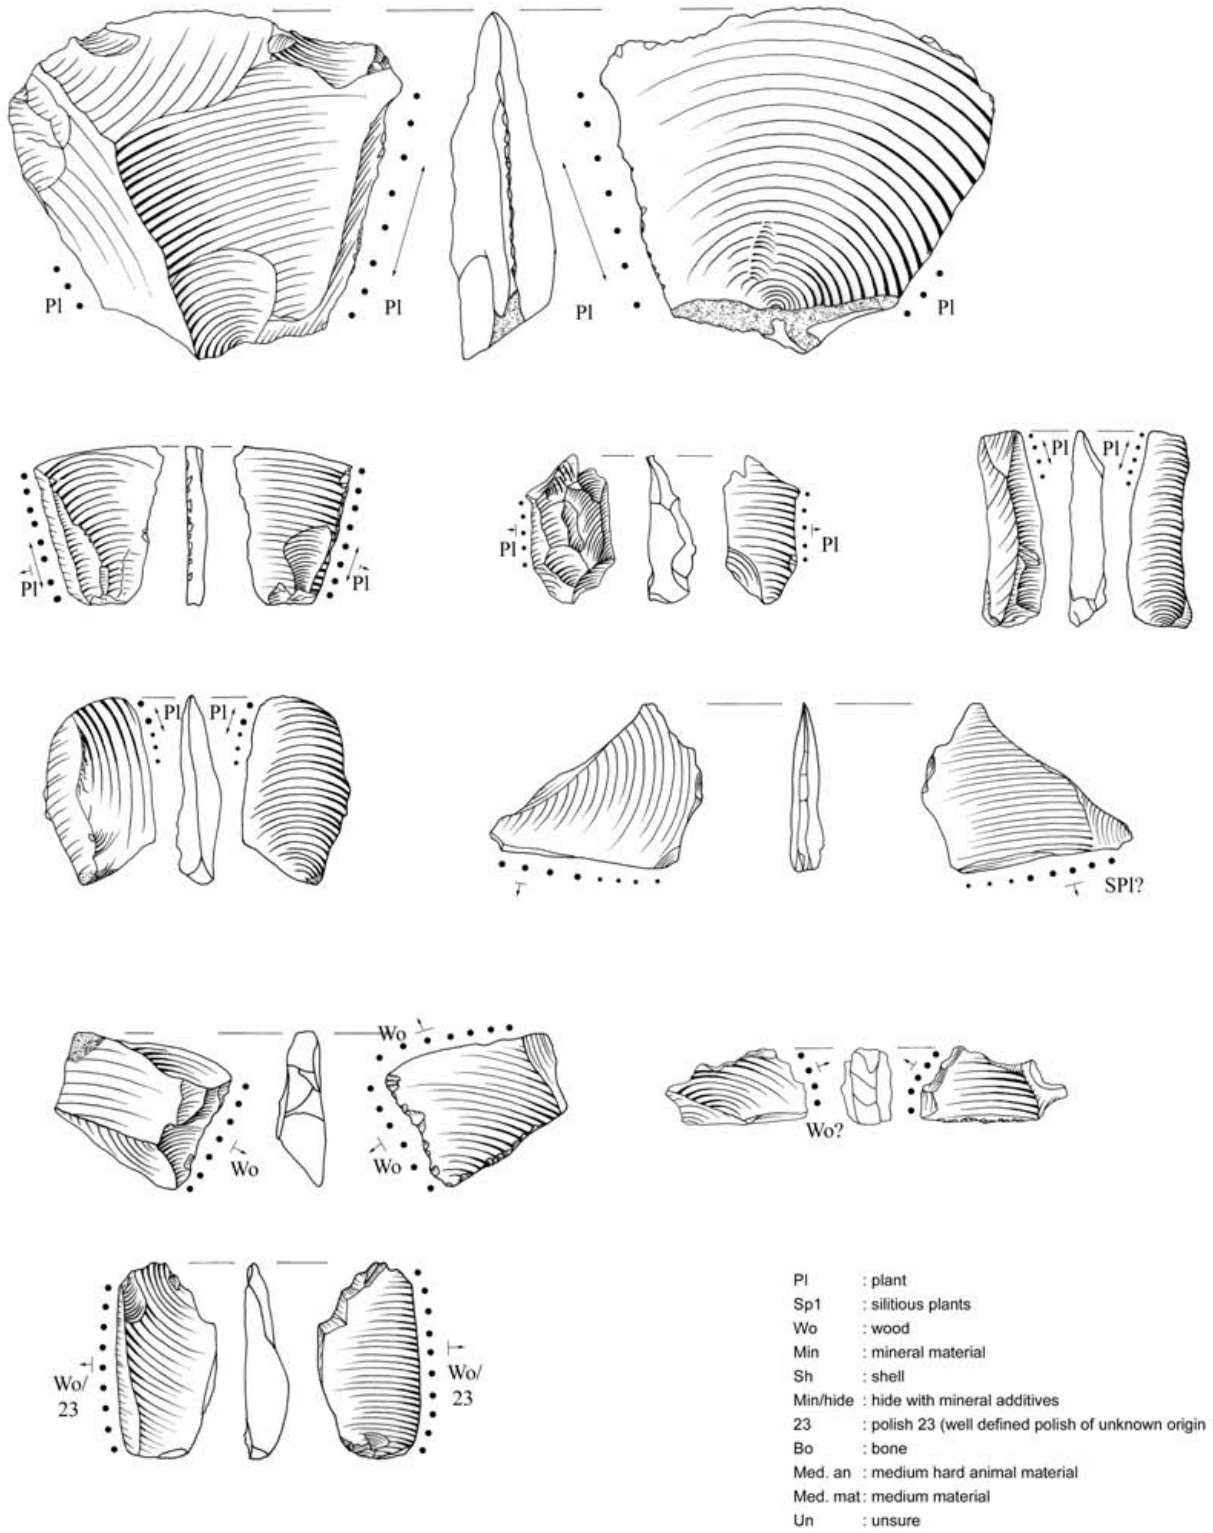 Pl
Pl
Pl
Pl
Pl
Pl
Pl
Pl
Pl
Pl
Pl
Pl
SPl?
Wo
Wo
Wo
Wo?
Wo/
23
Wo/
23
Pl : plant
Sp1 : silitious plants
Wo : wood
Min : mineral material
Sh : shell
Min/hide : hide with mineral additives
23 : polish 23 (well defined polish of unknown origin
Bo : bone
Med. an : medium hard animal material
Med. mat : medium material
Un : unsure